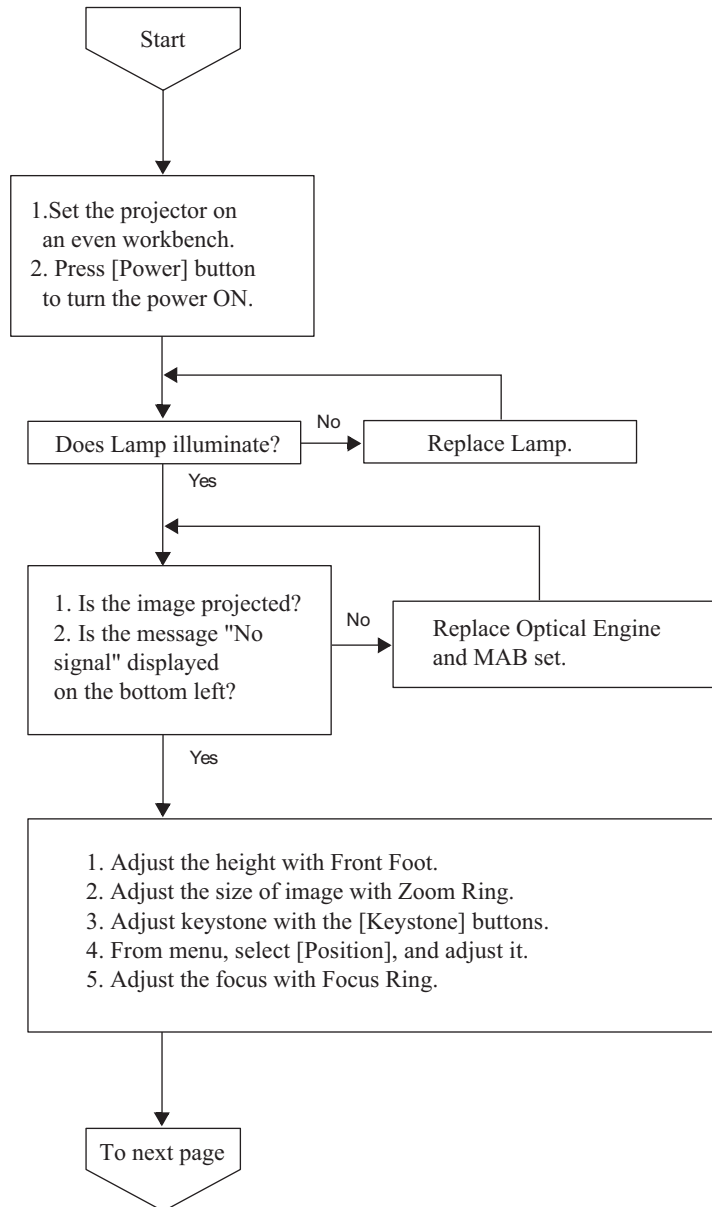 Start
1.Set the projector on
an even workbench.
2. Press [Power] button
to turn the power ON.
Does Lamp illuminate?
No
Replace Lamp.
Yes
1. Is the image projected?
2. Is the message "No
signal" displayed
on the bottom left?
No
Replace Optical Engine
and MAB set.
Yes
1. Adjust the height with Front Foot.
2. Adjust the size of image with Zoom Ring.
3. Adjust keystone with the [Keystone] buttons.
4. From menu, select [Position], and adjust it.
5. Adjust the focus with Focus Ring.
To next page